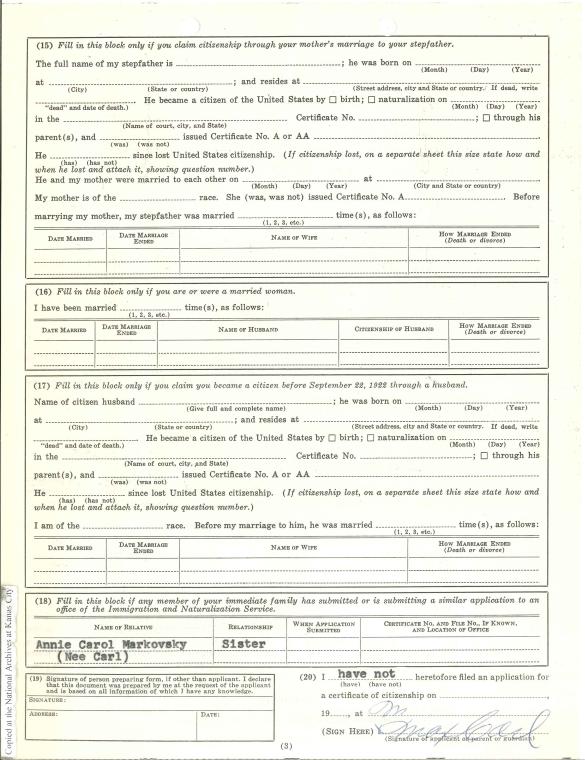 (15) Fill in this block only if you claim citizenship through your mother's marriage to your stepfather.
The full name of my stepfather is ; he was born on
(Month) (Day) (Year)
at ; and resides at
(City) (State or country) (Street address, city and State or country. If dead, write
"dead" and date of death.) He became a citizen of the United States by ☐ birth; ☐ naturalization on
(Month) (Day) (Year)
in the Certificate No. ; ☐ through his
(Name of court, city, and State)
parent(s), and issued Certificate No. A or AA
(was) (was not)
He since lost United States citizenship. (If citizenship lost, on a separate sheet this size state how and
(has) (has not)
when he lost and attach it, showing question number.)
He and my mother were married to each other on at
(Month) (Day) (Year) (City and State or country)
My mother is of the race. She (was, was not) issued Certificate No. A Before
marrying my mother, my stepfather was married time(s), as follows:
(1, 2, 3, etc.)
DATE MARRIED DATE MARRIAGE ENDED NAME OF WIFE HOW MARRIAGE ENDED (Death or divorce)
(16) Fill in this block only if you are or were a married woman.
I have been married time(s), as follows:
(1, 2, 3, etc.)
DATE MARRIED DATE MARRIAGE ENDED NAME OF HUSBAND CITIZENSHIP OF HUSBAND HOW MARRIAGE ENDED (Death or divorce)
(17) Fill in this block only if you claim you became a citizen before September 22, 1922 through a husband.
Name of citizen husband ; he was born on
(Give full and complete name) (Month) (Day) (Year)
at ; and resides at
(City) (State or country) (Street address, city and State or country. If dead, write
"dead" and date of death.) He became a citizen of the United States by ☐ birth; ☐ naturalization on
(Month) (Day) (Year)
in the Certificate No. ; ☐ through his
(Name of court, city, and State)
parent(s), and issued Certificate No. A or AA
(was) (was not)
He since lost United States citizenship. (If citizenship lost, on a separate sheet this size state how and
(has) (has not)
when he lost and attach it, showing question number.)
I am of the race. Before my marriage to him, he was married time(s), as follows:
(1, 2, 3, etc.)
DATE MARRIED DATE MARRIAGE ENDED NAME OF WIFE HOW MARRIAGE ENDED (Death or divorce)
(18) Fill in this block if any member of your immediate family has submitted or is submitting a similar application to an
office of the Immigration and Naturalization Service.
NAME OF RELATIVE RELATIONSHIP WHEN APPLICATION SUBMITTED CERTIFICATE NO. AND FILE NO., IF KNOWN, AND LOCATION OF OFFICE
Annie Carol Markovsky Sister
(Nee Carl)
(19) Signature of person preparing form, if other than applicant. I declare
that this document was prepared by me at the request of the applicant
and is based on all information of which I have any knowledge.
SIGNATURE:
ADDRESS: DATE:
(20) I have not heretofore filed an application for
(have) (have not)
a certificate of citizenship on ,
19 , at
(SIGN HERE)
(Signature of applicant or parent or guardian)
(3)
Copied at the National Archives at Kansas City